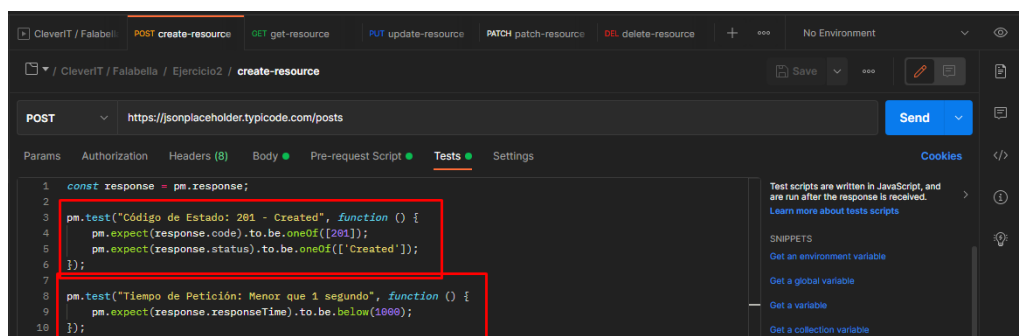 CleverIT / Falabell
POST create-resource
GET get-resource
PUT update-resource
PATCH patch-resource
DEL delete-resource
No Environment
/ CleverIT / Falabella / Ejercicio2 / create-resource
Save
POST
https://jsonplaceholder.typicode.com/posts
Send
Params Authorization Headers (8) Body Pre-request Script Tests Settings
Cookies
1 const response = pm.response;
2
3 pm.test("Código de Estado: 201 - Created", function () {
4 pm.expect(response.code).to.be.oneOf([201]);
5 pm.expect(response.status).to.be.oneOf(['Created']);
6 });
7
8 pm.test("Tiempo de Petición: Menor que 1 segundo", function () {
9 pm.expect(response.responseTime).to.be.below(1000);
10 });
Test scripts are written in JavaScript, and
are run after the response is received.
Learn more about tests scripts
SNIPPETS
Get an environment variable
Get a global variable
Get a variable
Get a collection variable